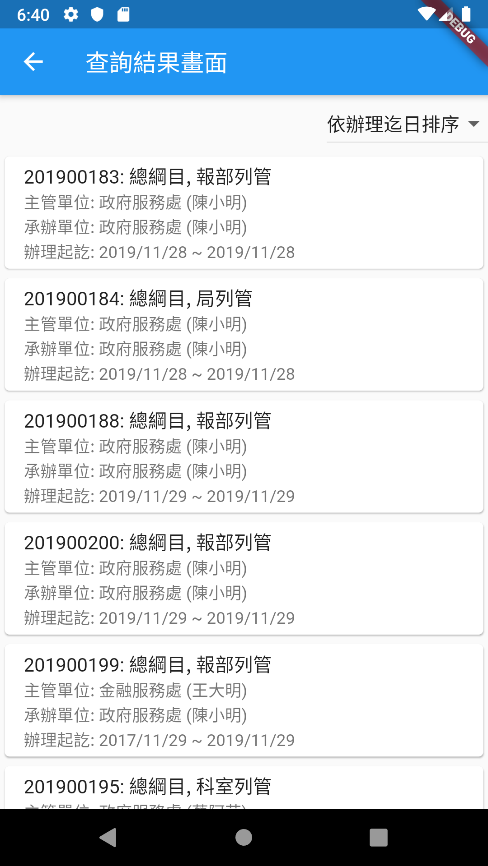 6:40
DEBUG
查詢結果畫面
依辦理迄日排序
201900183: 總綱目, 報部列管
主管單位: 政府服務處 (陳小明)
承辦單位: 政府服務處 (陳小明)
辦理起訖: 2019/11/28 ~ 2019/11/28
201900184: 總綱目, 局列管
主管單位: 政府服務處 (陳小明)
承辦單位: 政府服務處 (陳小明)
辦理起訖: 2019/11/28 ~ 2019/11/28
201900188: 總綱目, 報部列管
主管單位: 政府服務處 (陳小明)
承辦單位: 政府服務處 (陳小明)
辦理起訖: 2019/11/29 ~ 2019/11/29
201900200: 總綱目, 報部列管
主管單位: 政府服務處 (陳小明)
承辦單位: 政府服務處 (陳小明)
辦理起訖: 2019/11/29 ~ 2019/11/29
201900199: 總綱目, 報部列管
主管單位: 金融服務處 (王大明)
承辦單位: 政府服務處 (陳小明)
辦理起訖: 2017/11/29 ~ 2019/11/29
201900195: 總綱目, 科室列管
主管單位: 政府服務處